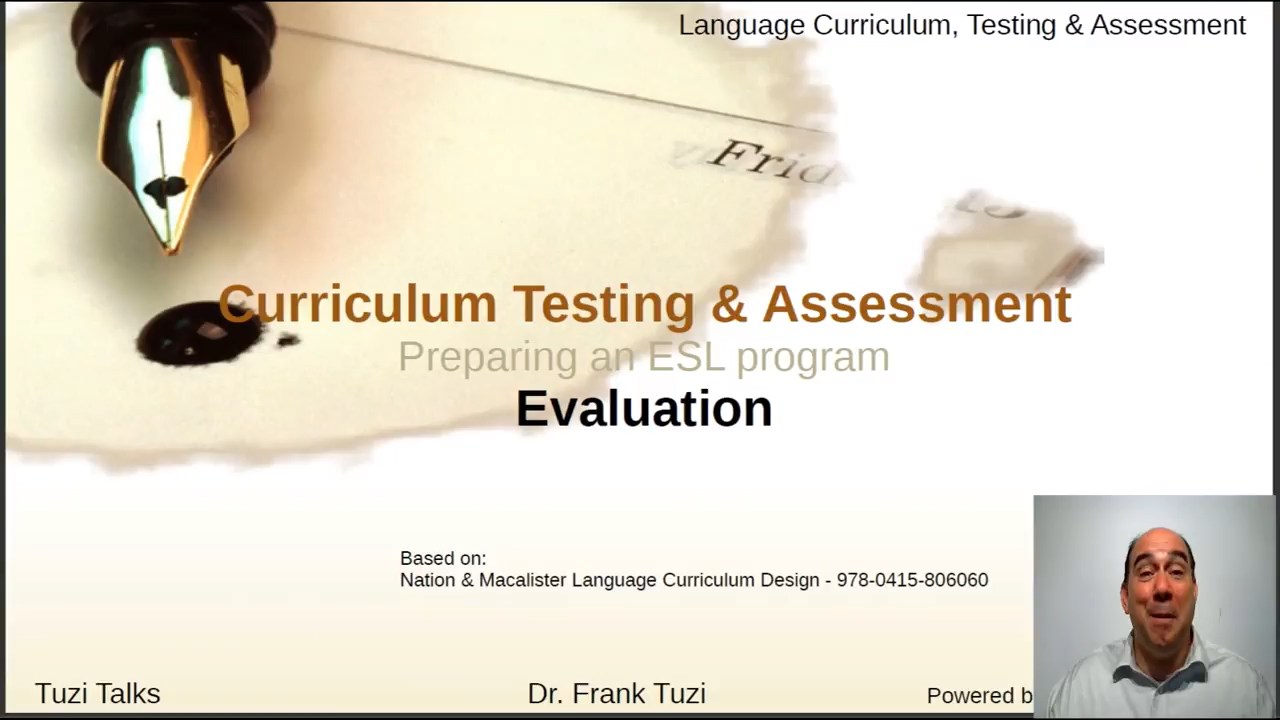 Language Curriculum, Testing & Assessment
Frid
to
Curriculum Testing & Assessment
Preparing an ESL program
Evaluation
Based on:
Nation & Macalister Language Curriculum Design - 978-0415-806060
Tuzi Talks
Dr. Frank Tuzi
Powered b